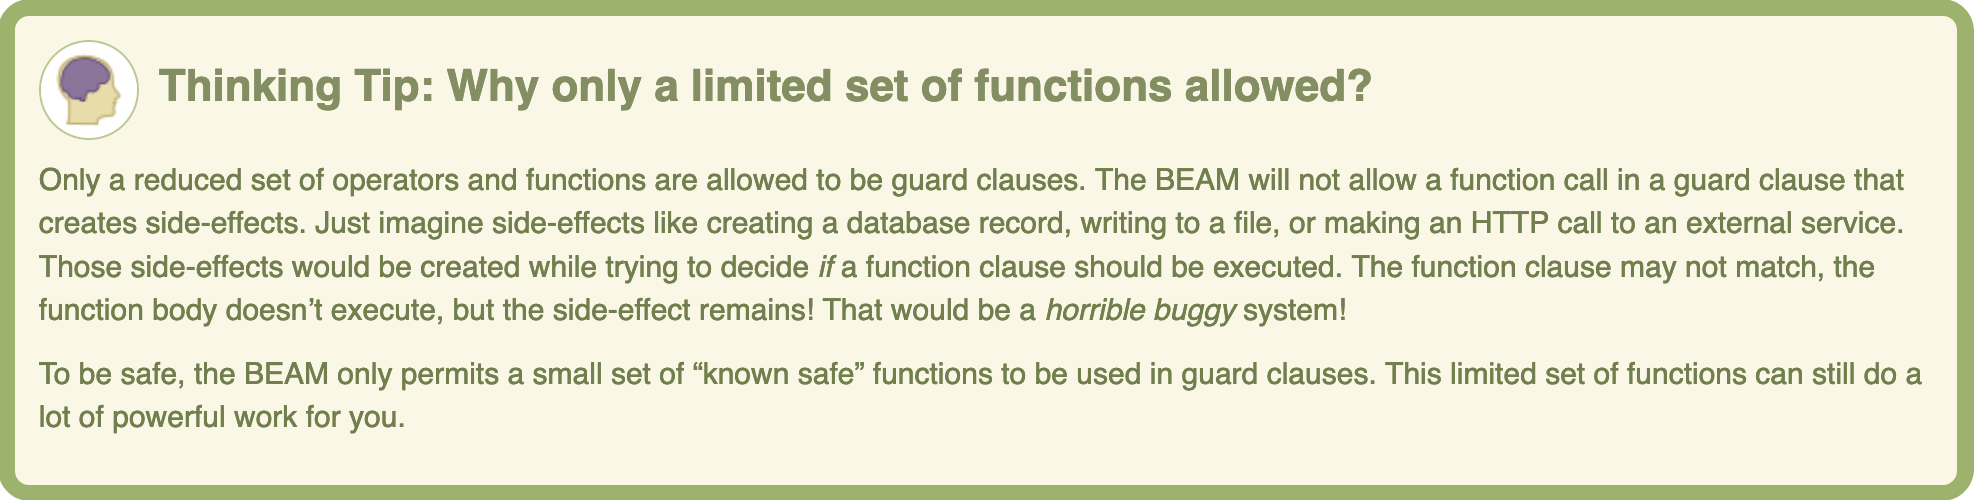 Thinking Tip: Why only a limited set of functions allowed?
Only a reduced set of operators and functions are allowed to be guard clauses. The BEAM will not allow a function call in a guard clause that
creates side-effects. Just imagine side-effects like creating a database record, writing to a file, or making an HTTP call to an external service.
Those side-effects would be created while trying to decide if a function clause should be executed. The function clause may not match, the
function body doesn’t execute, but the side-effect remains! That would be a horrible buggy system!
To be safe, the BEAM only permits a small set of “known safe” functions to be used in guard clauses. This limited set of functions can still do a
lot of powerful work for you.